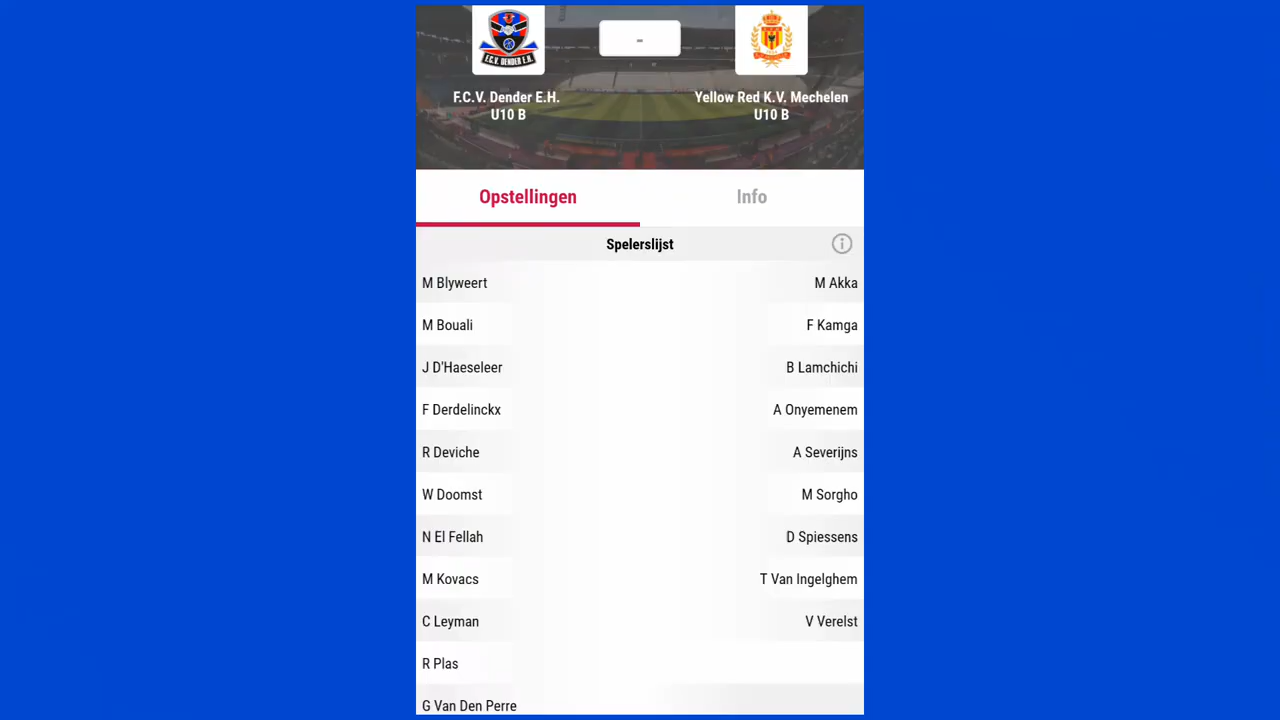 F.C.V. DENDER E.H.
-
F.C.V. Dender E.H.
U10 B
Yellow Red K.V. Mechelen
U10 B
Opstellingen
Info
Spelerslijst
M Blyweert
M Akka
M Bouali
F Kamga
J D'Haeseleer
B Lamchichi
F Derdelinckx
A Onyemenem
R Deviche
A Severijns
W Doomst
M Sorgho
N El Fellah
D Spiessens
M Kovacs
T Van Ingelghem
C Leyman
V Verelst
R Plas
G Van Den Perre